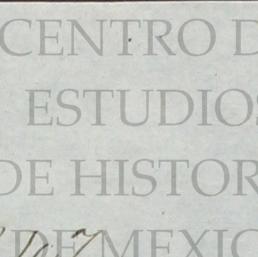 CENTRO D
ESTUDIOS
DE HISTOR
DE MEXIC